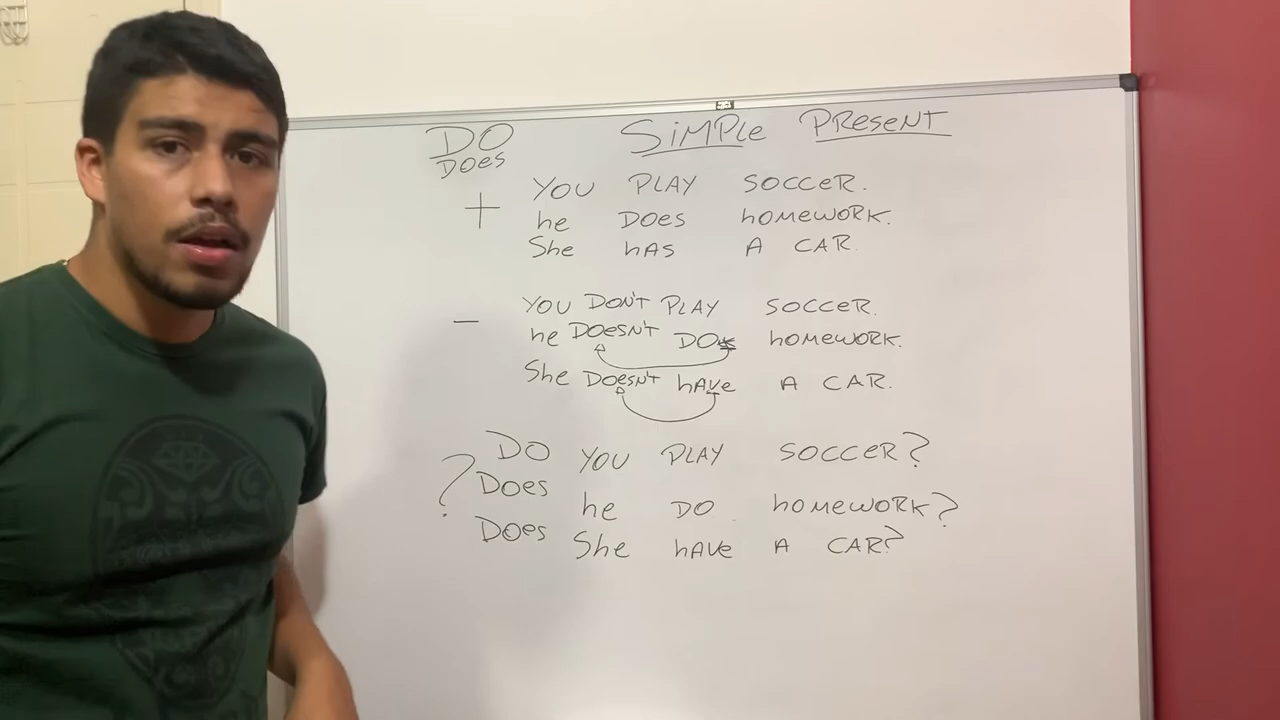 DO SIMPLE PRESENT
DOES
+ YOU PLAY SOCCER.
he DOES hOMEWORK.
She hAS A CAR.
- YOU DON'T PLAY SOCCER.
he DOESN'T DO hOMEWORK.
She DOESN'T hAVE A CAR.
? DO YOU PLAY SOCCER?
DOES he DO hOMEWORK?
DOES She hAVE A CAR?